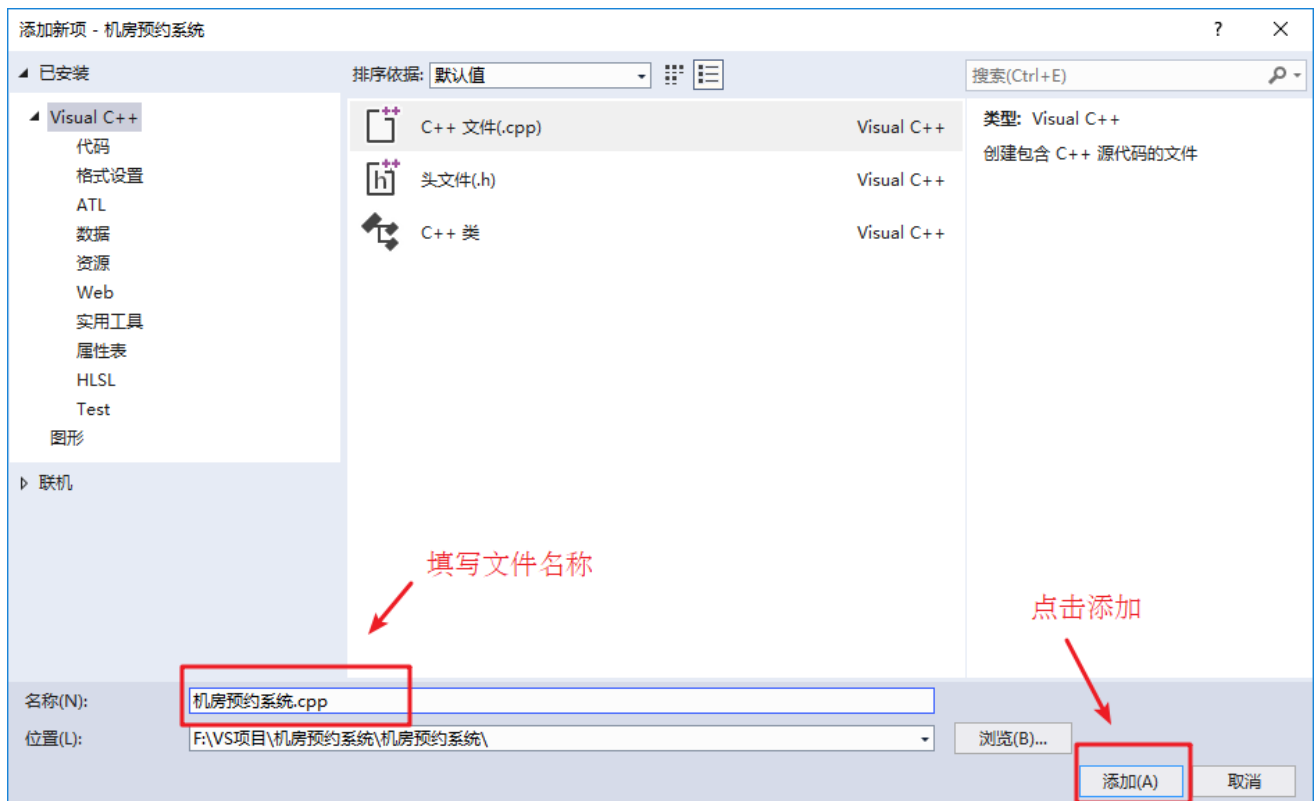 添加新项 - 机房预约系统
? ×
已安装
排序依据: 默认值
搜索(Ctrl+E)
Visual C++
代码
格式设置
ATL
数据
资源
Web
实用工具
属性表
HLSL
Test
图形
联机
C++ 文件(.cpp) Visual C++
头文件(.h) Visual C++
C++ 类 Visual C++
类型: Visual C++
创建包含 C++ 源代码的文件
填写文件名称
点击添加
名称(N): 机房预约系统.cpp
位置(L): F:\VS项目\机房预约系统\机房预约系统\ 浏览(B)...
添加(A) 取消